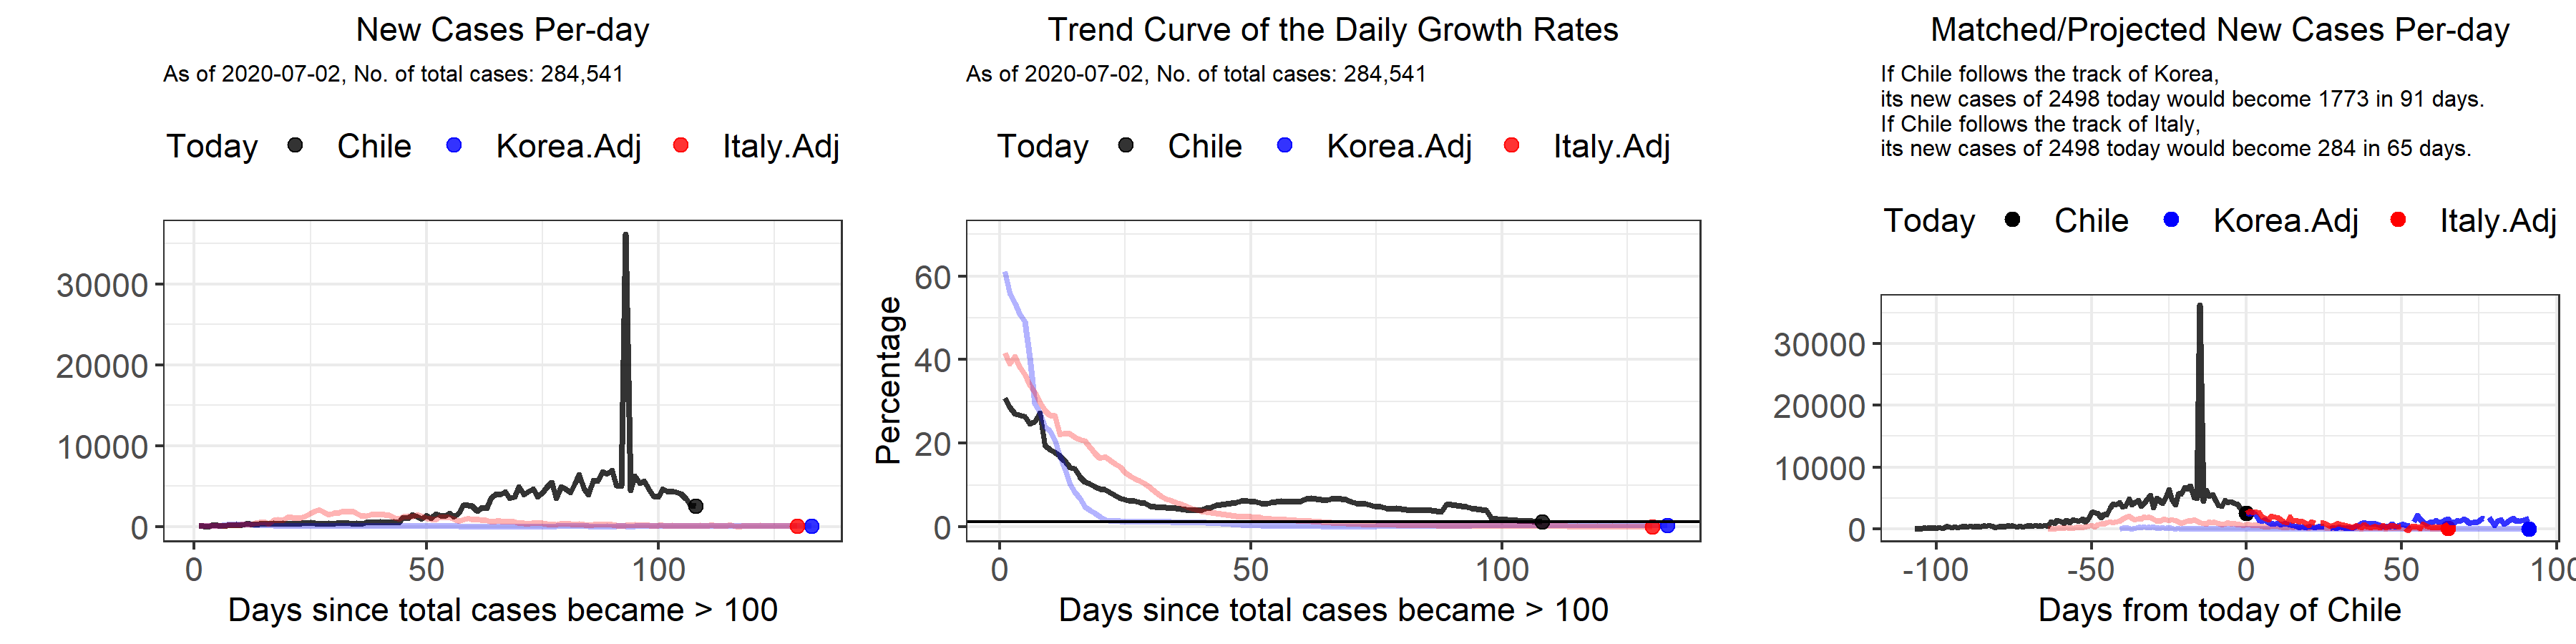 New Cases Per-day
As of 2020-07-02, No. of total cases: 284,541
Today Chile Korea.Adj Italy.Adj
30000
20000
10000
0
0 50 100
Days since total cases became > 100
Trend Curve of the Daily Growth Rates
As of 2020-07-02, No. of total cases: 284,541
Today Chile Korea.Adj Italy.Adj
Percentage
60
40
20
0
0 50 100
Days since total cases became > 100
Matched/Projected New Cases Per-day
If Chile follows the track of Korea,
its new cases of 2498 today would become 1773 in 91 days.
If Chile follows the track of Italy,
its new cases of 2498 today would become 284 in 65 days.
Today Chile Korea.Adj Italy.Adj
30000
20000
10000
0
-100 -50 0 50 100
Days from today of Chile